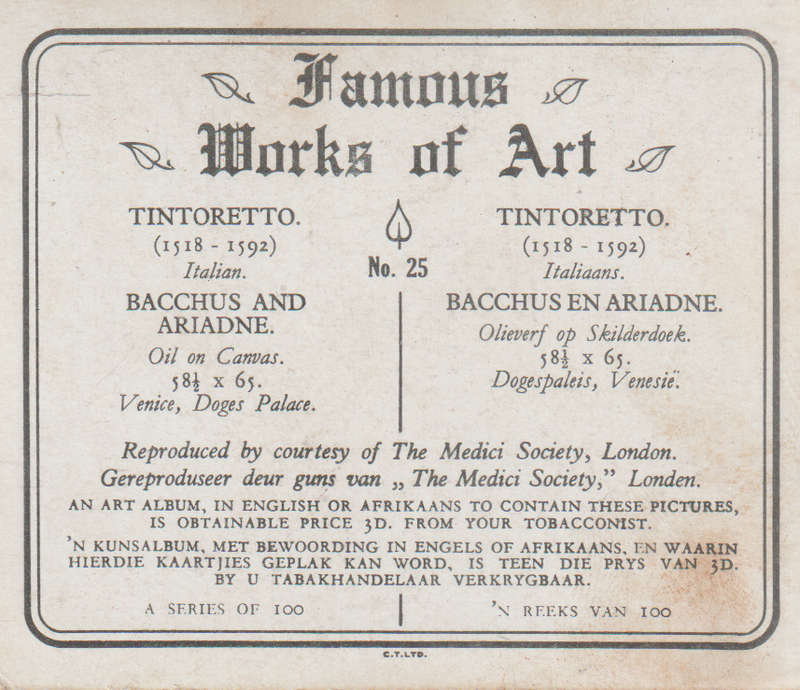 Famous
Works of Art
TINTORETTO.
(1518 - 1592)
Italian.
BACCHUS AND
ARIADNE.
Oil on Canvas.
58½ x 65.
Venice, Doges Palace.
No. 25
TINTORETTO.
(1518 - 1592)
Italiaans.
BACCHUS EN ARIADNE.
Olieverf op Skilderdoek.
58½ x 65.
Dogespaleis, Venesië.
Reproduced by courtesy of The Medici Society, London.
Gereproduseer deur guns van „The Medici Society,” Londen.
AN ART ALBUM, IN ENGLISH OR AFRIKAANS TO CONTAIN THESE PICTURES,
IS OBTAINABLE PRICE 3D. FROM YOUR TOBACCONIST.
'N KUNSALBUM, MET BEWOORDING IN ENGELS OF AFRIKAANS, EN WAARIN
HIERDIE KAARTJIES GEPLAK KAN WORD, IS TEEN DIE PRYS VAN 3D.
BY U TABAKHANDELAAR VERKRYGBAAR.
A SERIES OF 100
'N REEKS VAN 100
C.T.LTD.